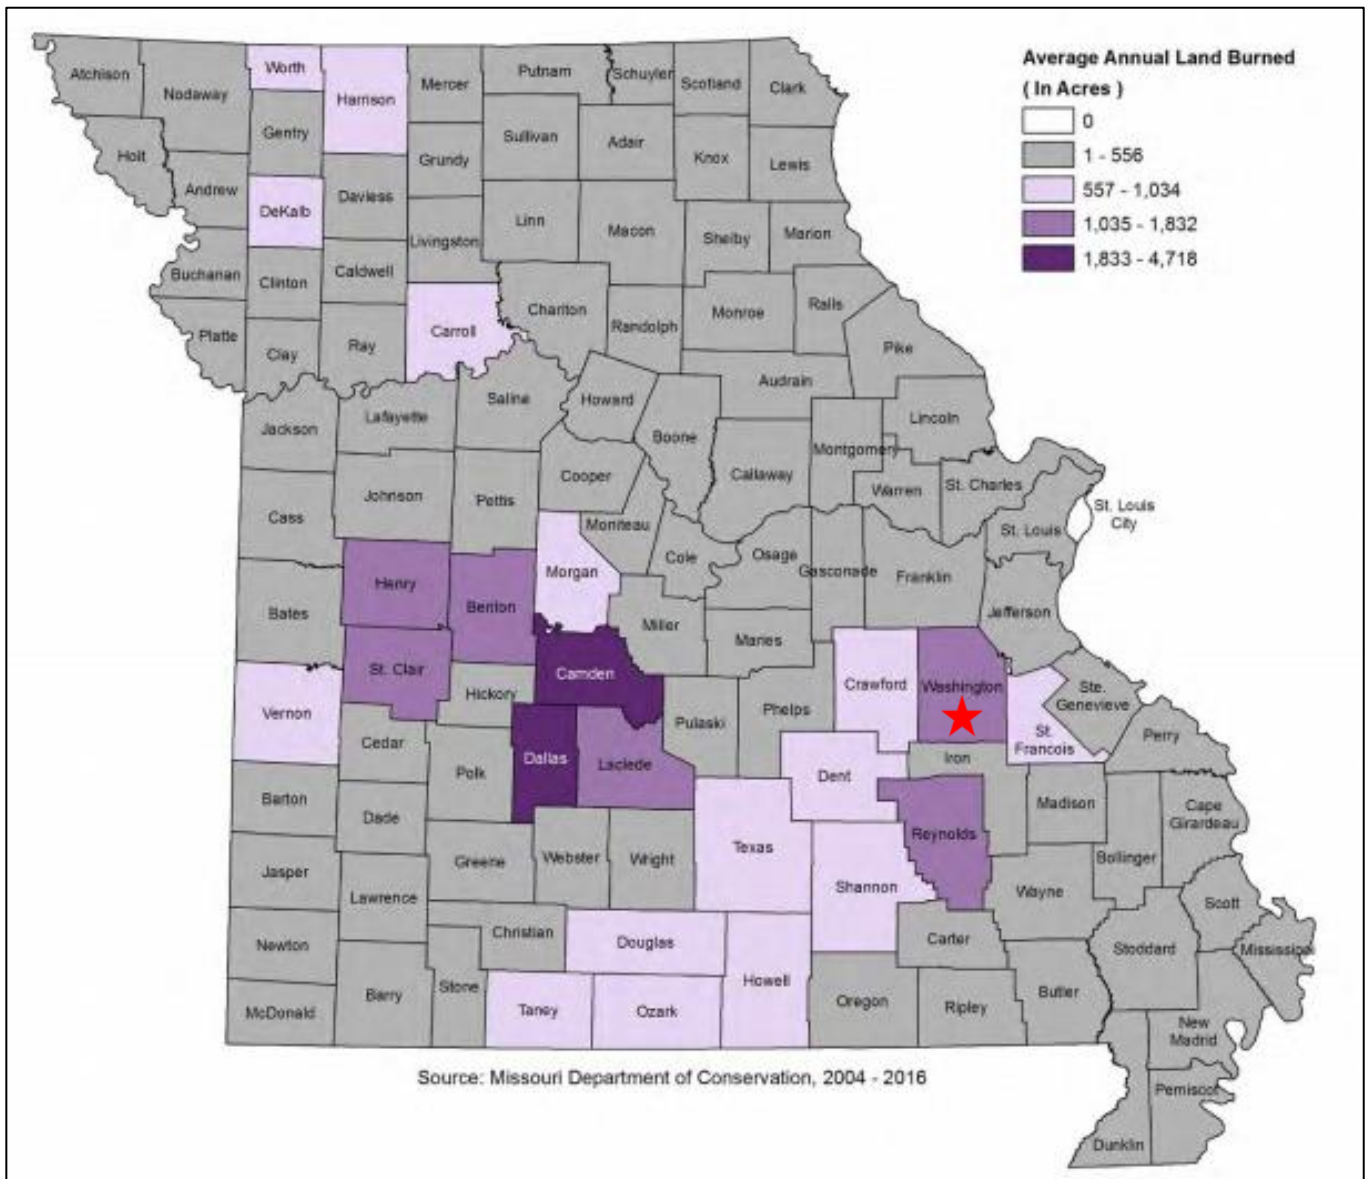 Average Annual Land Burned
( In Acres )
0
1 - 556
557 - 1,034
1,035 - 1,832
1,833 - 4,718
Atchison
Nodaway
Worth
Harrison
Mercer
Putnam
Schuyler
Scotland
Clark
Holt
Gentry
Andrew
DeKalb
Daviess
Grundy
Sullivan
Adair
Knox
Lewis
Buchanan
Clinton
Caldwell
Livingston
Linn
Macon
Shelby
Marion
Platte
Clay
Ray
Carroll
Chariton
Randolph
Monroe
Ralls
Pike
Jackson
Lafayette
Saline
Howard
Boone
Audrain
Callaway
Montgomery
Lincoln
Warren
St. Charles
St. Louis
St. Louis
City
Cass
Johnson
Pettis
Cooper
Moniteau
Cole
Osage
Gasconade
Franklin
Jefferson
Bates
Henry
Benton
Morgan
Miller
Maries
Vernon
St. Clair
Hickory
Camden
Pulaski
Phelps
Crawford
Washington
St.
Francois
Ste.
Genevieve
Perry
Cedar
Polk
Dallas
Laclede
Dent
Iron
Madison
Cape
Girardeau
Barton
Dade
Greene
Webster
Wright
Texas
Shannon
Reynolds
Wayne
Bollinger
Scott
Jasper
Lawrence
Christian
Douglas
Howell
Carter
Stoddard
Mississippi
Newton
McDonald
Barry
Stone
Taney
Ozark
Oregon
Ripley
Butler
New
Madrid
Pemiscot
Dunklin
Source: Missouri Department of Conservation, 2004 - 2016